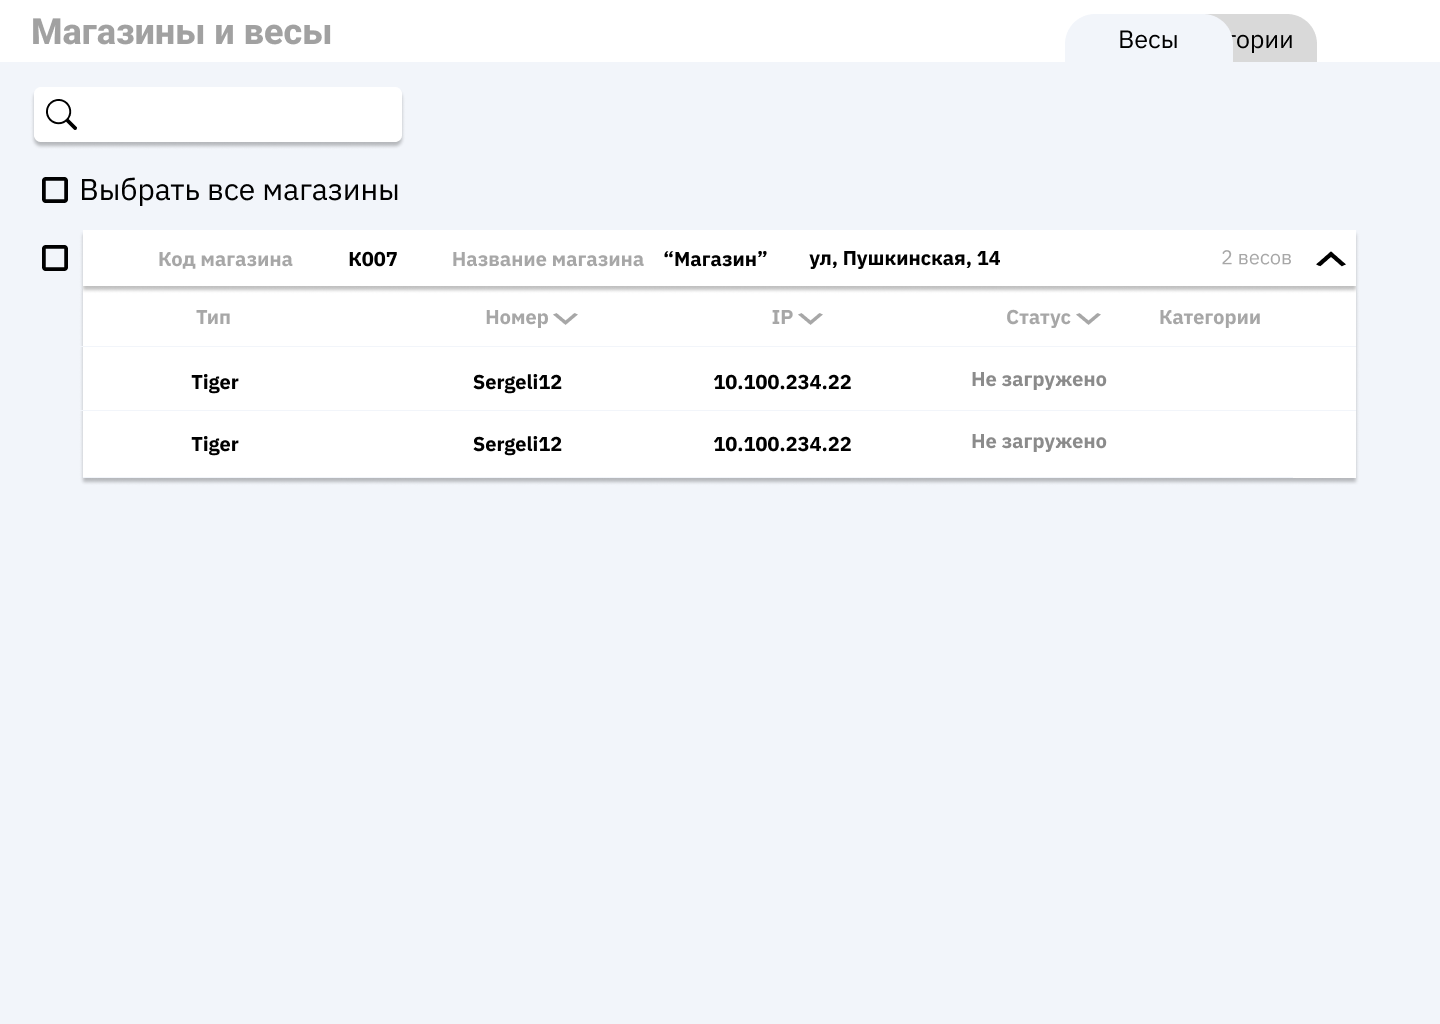 Магазины и весы
Весы
гории
Выбрать все магазины
Код магазина K007 Название магазина “Магазин” ул, Пушкинская, 14 2 весов
Тип Номер IP Статус Категории
Tiger Sergeli12 10.100.234.22 Не загружено
Tiger Sergeli12 10.100.234.22 Не загружено